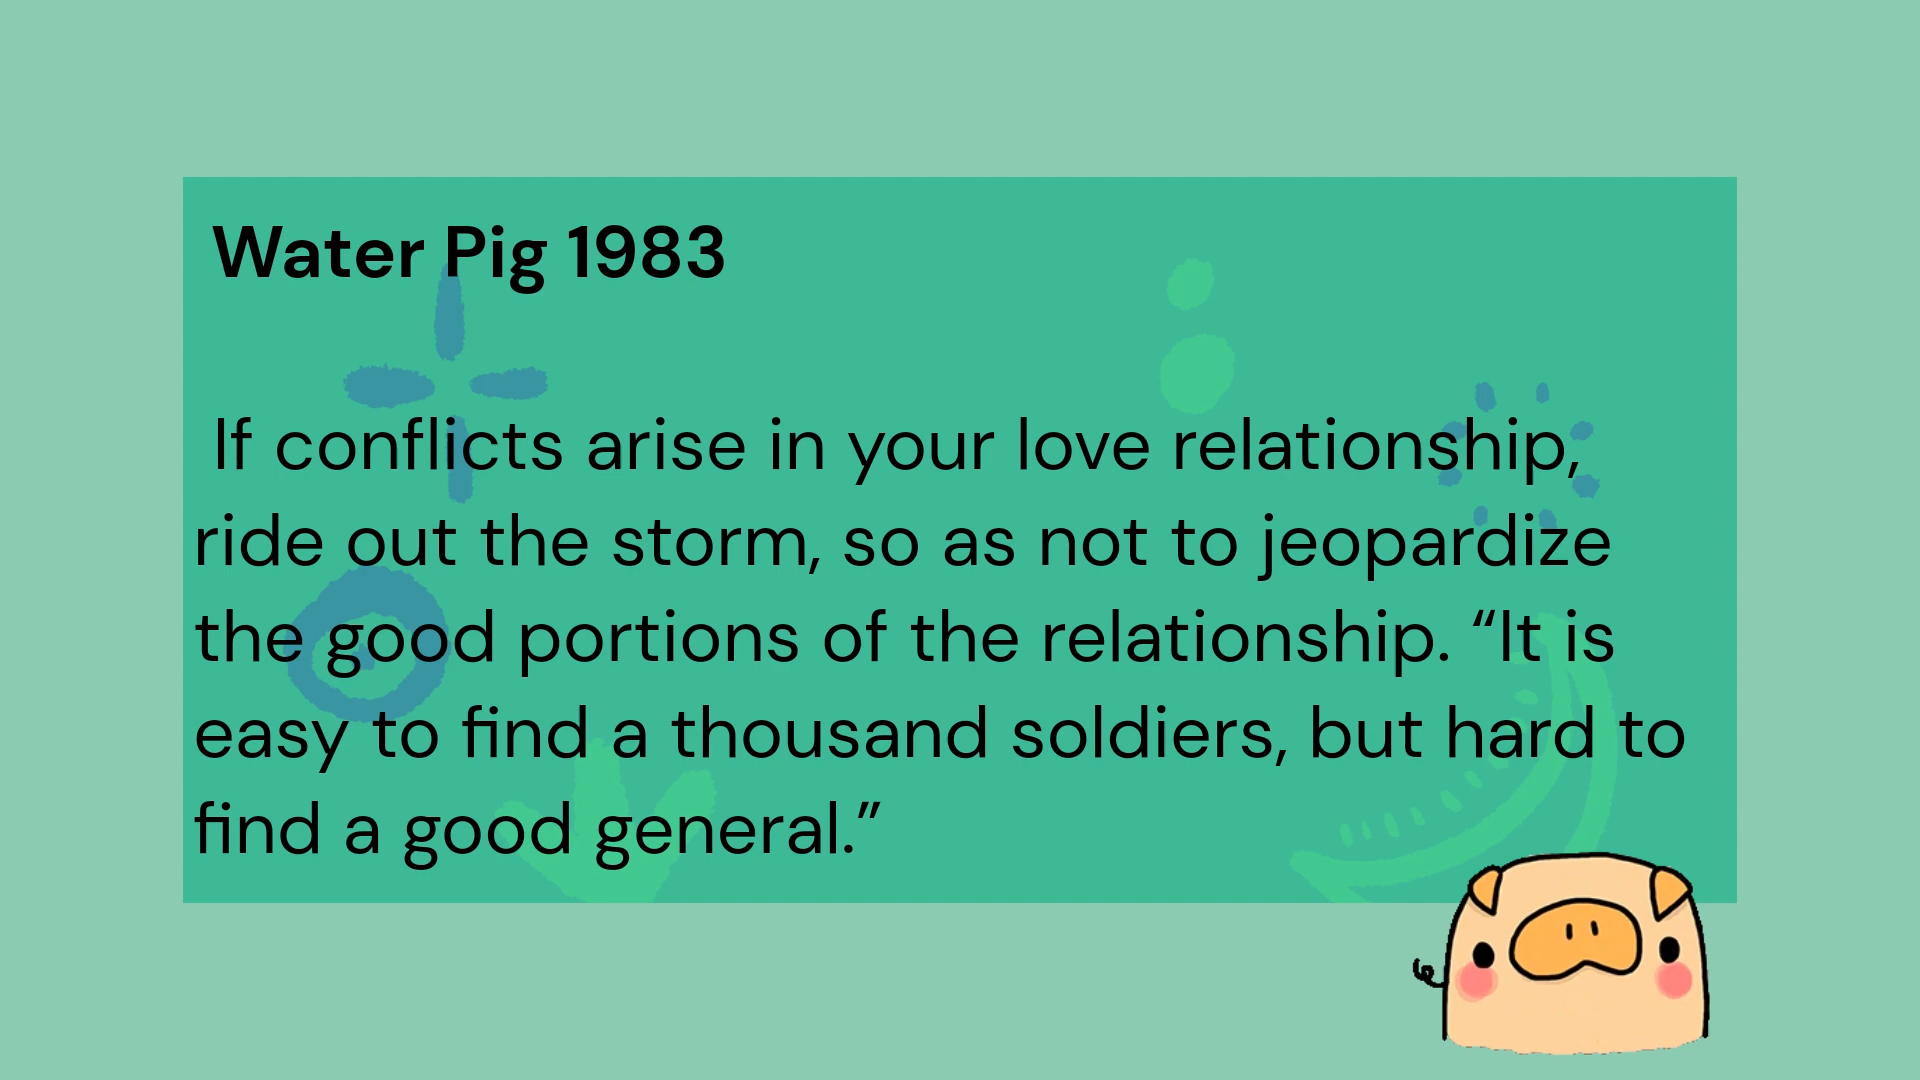 Water Pig 1983
If conflicts arise in your love relationship,
ride out the storm, so as not to jeopardize
the good portions of the relationship. “It is
easy to find a thousand soldiers, but hard to
find a good general.”